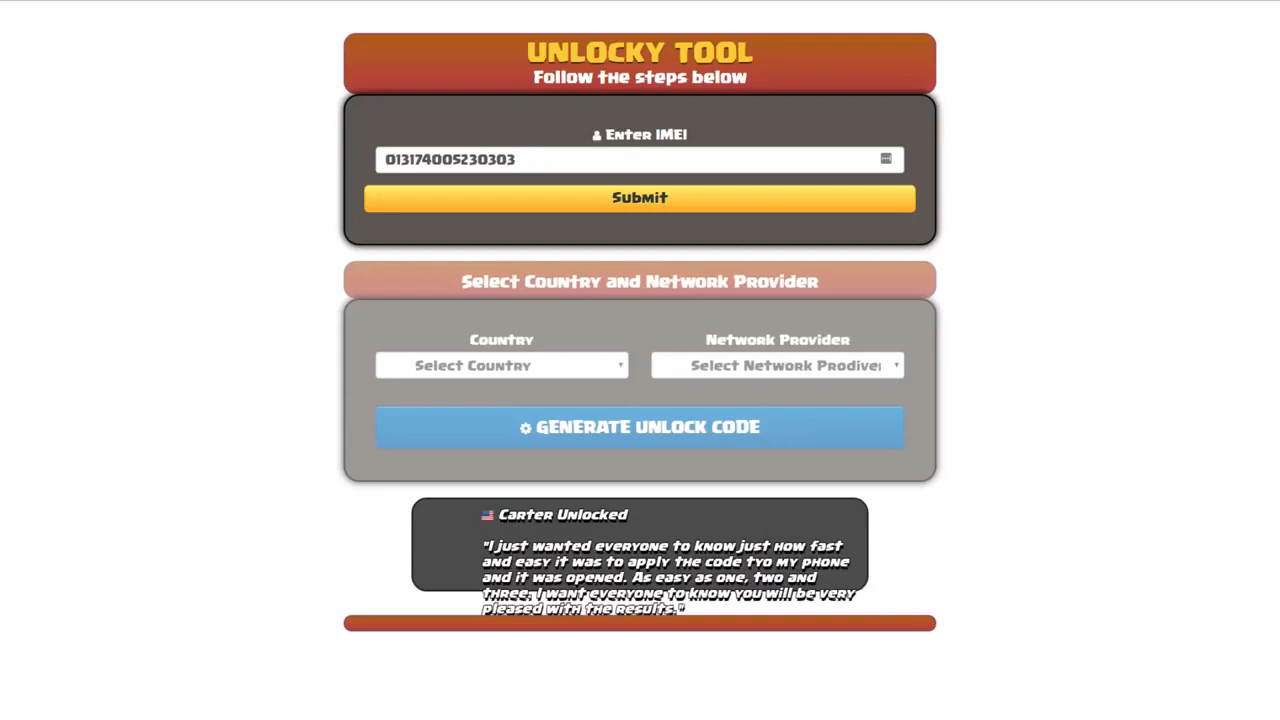 UNLOCKY TOOL
Follow the steps below
Enter IMEI
013174005230303
Submit
Select Country and Network Provider
Country
Network Provider
Select Country
Select Network Prodiver
GENERATE UNLOCK CODE
Carter Unlocked
"I just wanted everyone to know just how fast
and easy it was to apply the code tyo my phone
and it was opened. As easy as one, two and
three. I want everyone to know you will be very
pleased with the results."